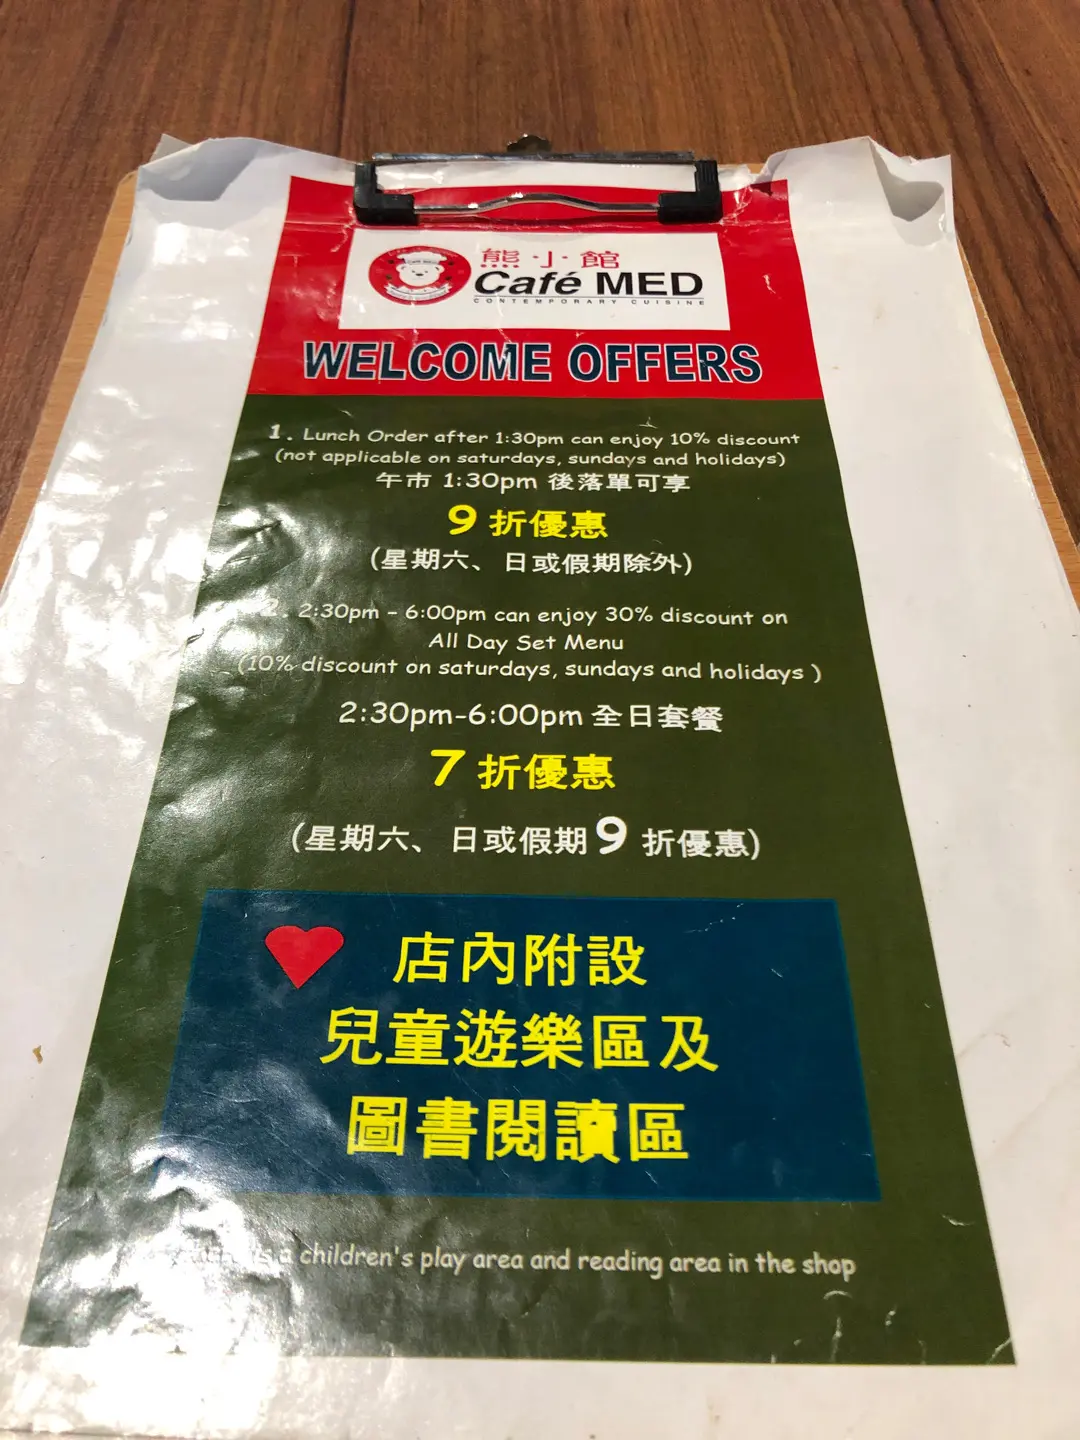 熊小館
Café MED
CONTEMPORARY CUISINE
WELCOME OFFERS
1. Lunch Order after 1:30pm can enjoy 10% discount
(not applicable on saturdays, sundays and holidays)
午市 1:30pm 後落單可享
9 折優惠
(星期六、日或假期除外)
2. 2:30pm - 6:00pm can enjoy 30% discount on
All Day Set Menu
(10% discount on saturdays, sundays and holidays )
2:30pm-6:00pm 全日套餐
7 折優惠
(星期六、日或假期 9 折優惠)
店內附設
兒童遊樂區及
圖書閱讀區
is a children's play area and reading area in the shop